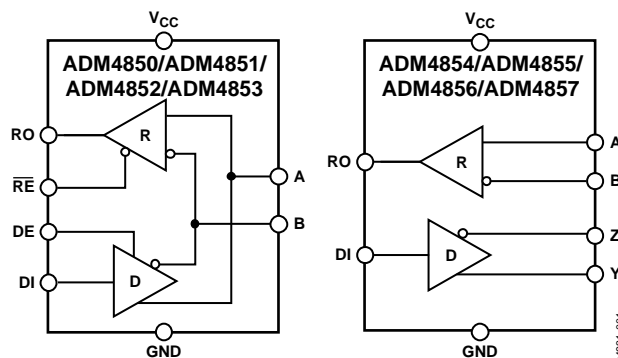 VCC
ADM4850/ADM4851/
ADM4852/ADM4853
RO
R
RE
A
B
DE
DI
D
GND
VCC
ADM4854/ADM4855/
ADM4856/ADM4857
A
RO
R
B
Z
DI
D
Y
GND